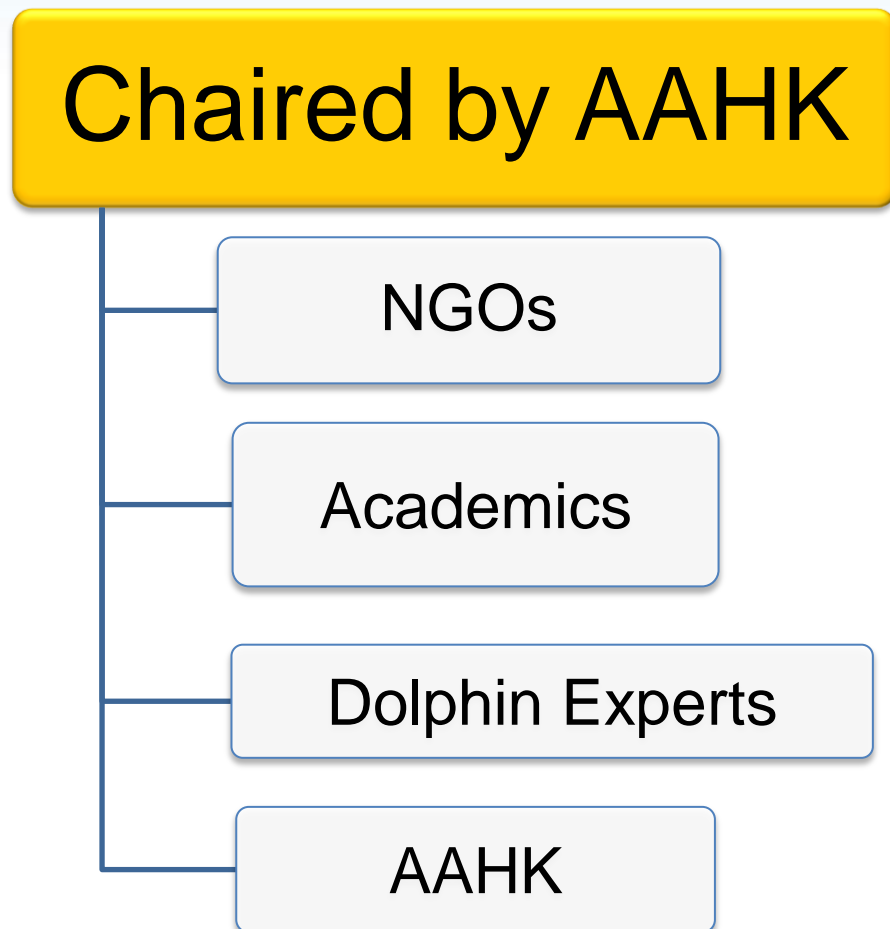 Chaired by AAHK
NGOs
Academics
Dolphin Experts
AAHK